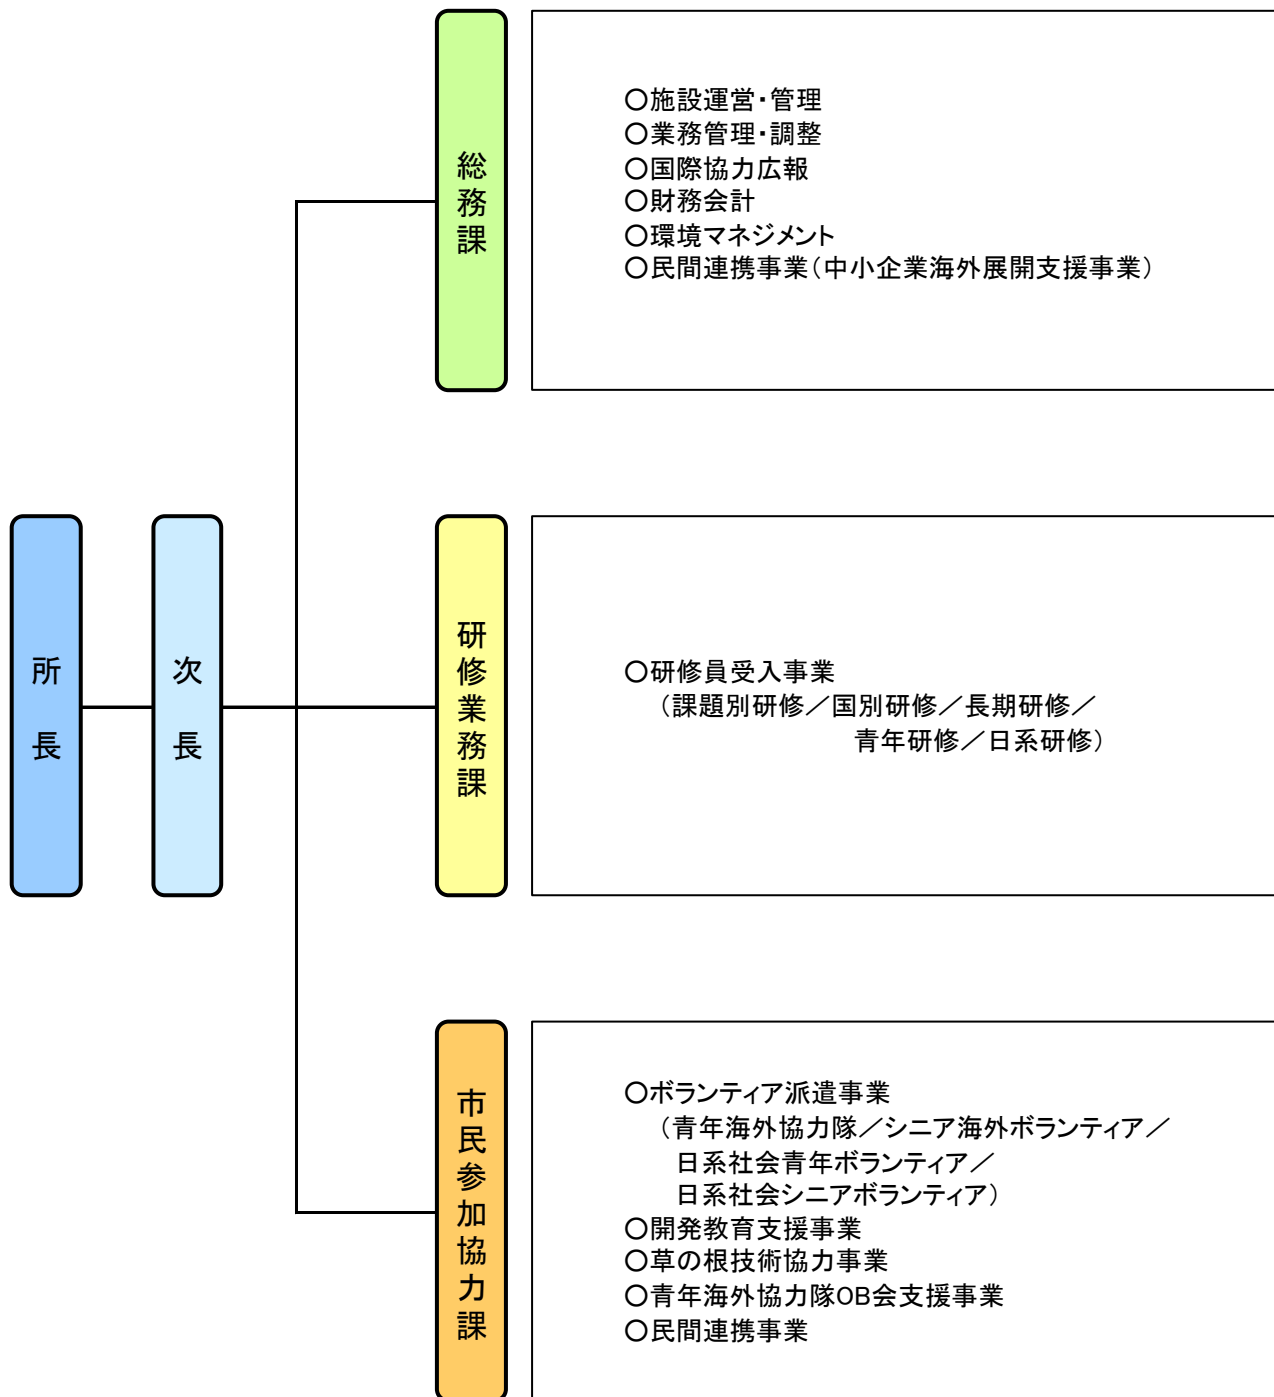 所長
次長
総務課
○施設運営・管理
○業務管理・調整
○国際協力広報
○財務会計
○環境マネジメント
○民間連携事業(中小企業海外展開支援事業)
研修業務課
○研修員受入事業
(課題別研修／国別研修／長期研修／
青年研修／日系研修)
市民参加協力課
○ボランティア派遣事業
(青年海外協力隊／シニア海外ボランティア／
日系社会青年ボランティア／
日系社会シニアボランティア)
○開発教育支援事業
○草の根技術協力事業
○青年海外協力隊OB会支援事業
○民間連携事業